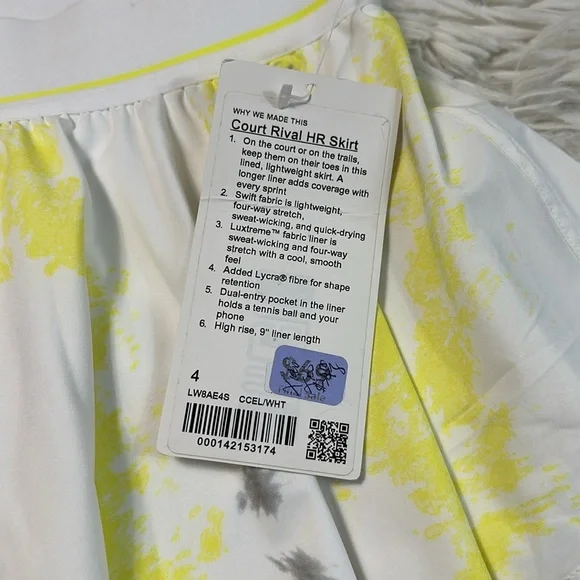 WHY WE MADE THIS
Court Rival HR Skirt
1. On the court or on the trails,
keep them on their toes in this
lined, lightweight skirt. A
longer liner adds coverage with
every sprint
2. Swift fabric is lightweight,
four-way stretch,
sweat-wicking, and quick-drying
3. Luxtreme™ fabric liner is
sweat-wicking and four-way
stretch with a cool, smooth
feel
4. Added Lycra® fibre for shape
retention
5. Dual-entry pocket in the liner
holds a tennis ball and your
phone
6. High rise, 9" liner length
4
LW8AE4S CCEL/WHT
000142153174